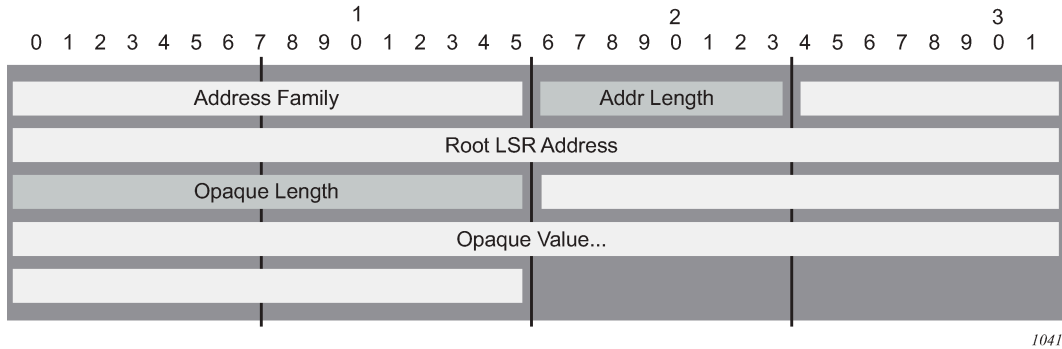 1 2 3
0 1 2 3 4 5 6 7 8 9 0 1 2 3 4 5 6 7 8 9 0 1 2 3 4 5 6 7 8 9 0 1
Address Family Addr Length
Root LSR Address
Opaque Length
Opaque Value...
1041